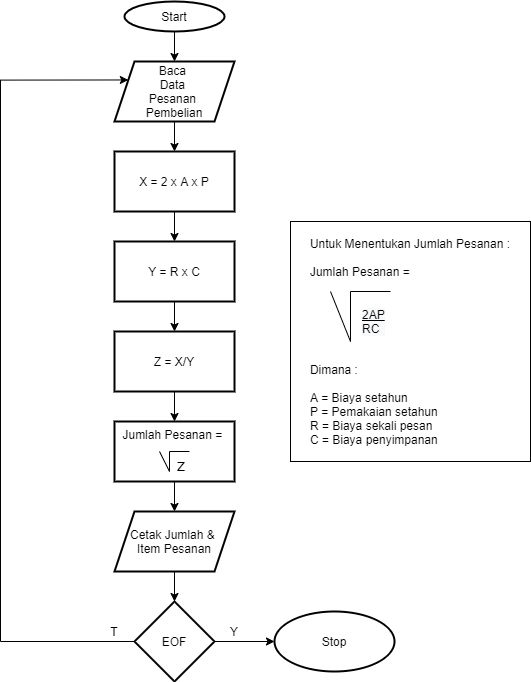 Start
Baca
Data
Pesanan
Pembelian
X = 2 x A x P
Y = R x C
Z = X/Y
Jumlah Pesanan =
√Z
Cetak Jumlah &
Item Pesanan
EOF
T
Y
Stop
Untuk Menentukan Jumlah Pesanan :
Jumlah Pesanan =
√
2AP
RC
Dimana :
A = Biaya setahun
P = Pemakaian setahun
R = Biaya sekali pesan
C = Biaya penyimpanan